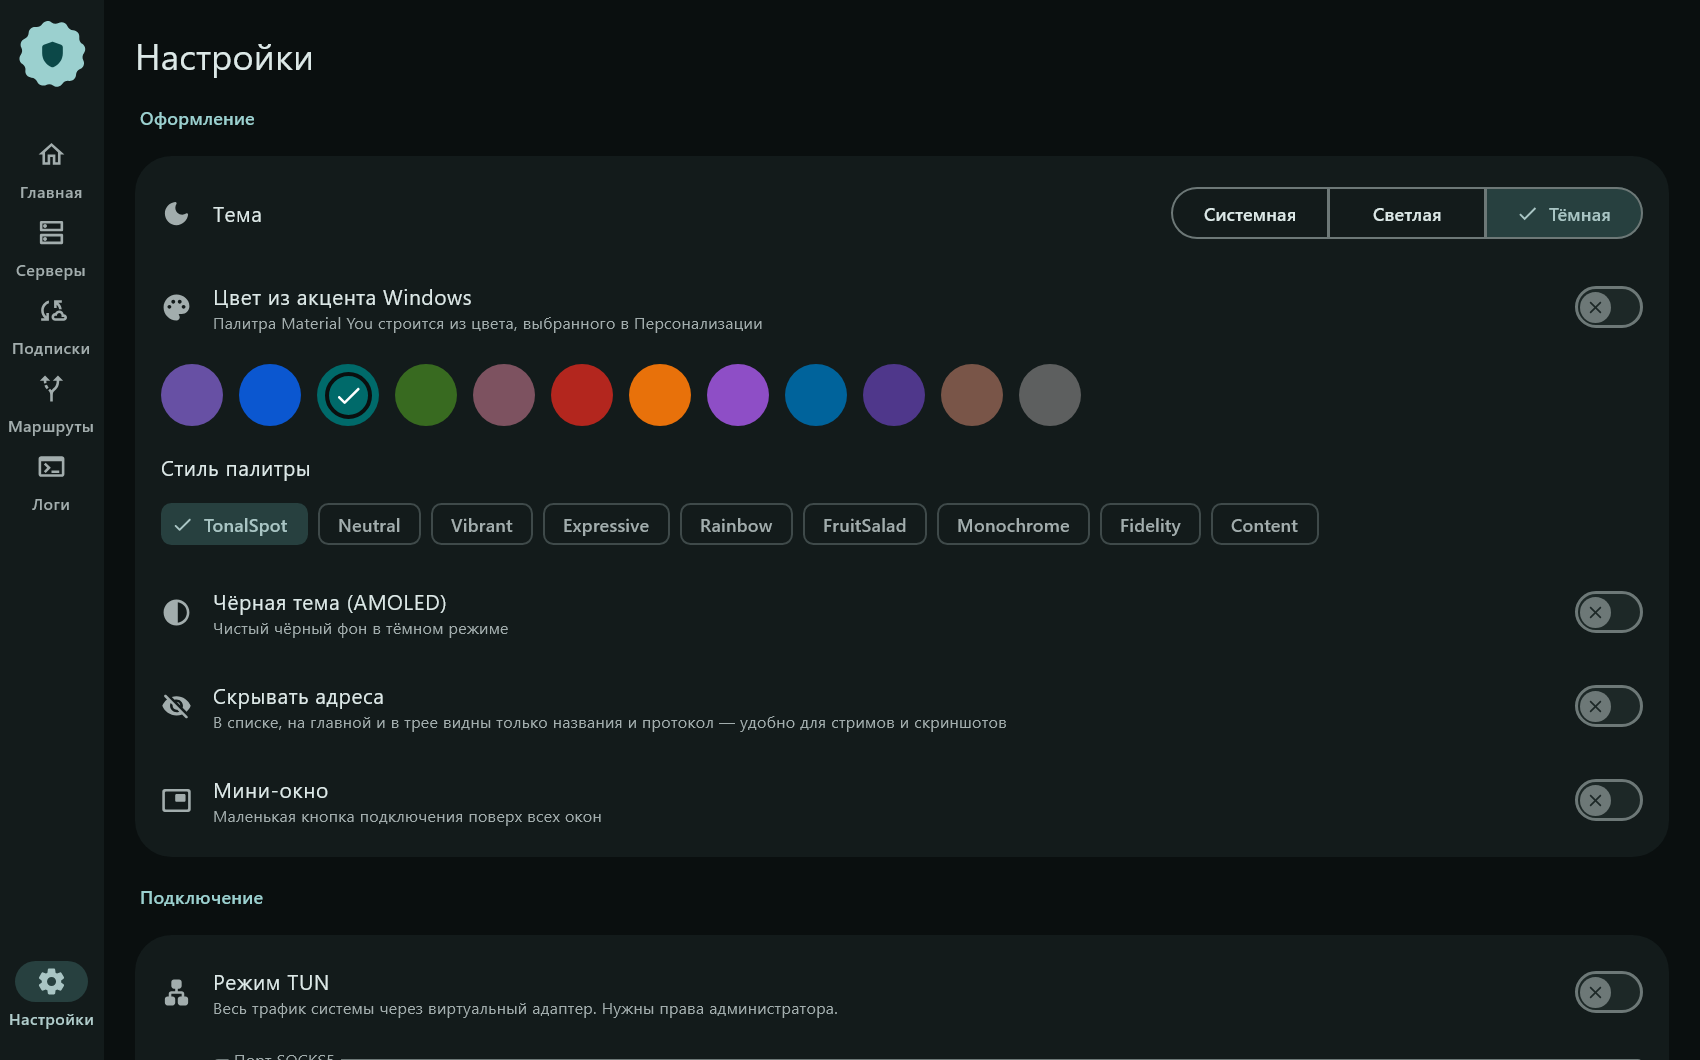 Настройки
Оформление
Главная
Серверы
Подписки
Маршруты
Логи
Настройки
Тема
Системная
Светлая
Тёмная
Цвет из акцента Windows
Палитра Material You строится из цвета, выбранного в Персонализации
Стиль палитры
TonalSpot
Neutral
Vibrant
Expressive
Rainbow
FruitSalad
Monochrome
Fidelity
Content
Чёрная тема (AMOLED)
Чистый чёрный фон в тёмном режиме
Скрывать адреса
В списке, на главной и в трее видны только названия и протокол — удобно для стримов и скриншотов
Мини-окно
Маленькая кнопка подключения поверх всех окон
Подключение
Режим TUN
Весь трафик системы через виртуальный адаптер. Нужны права администратора.
Порт SOCKS5